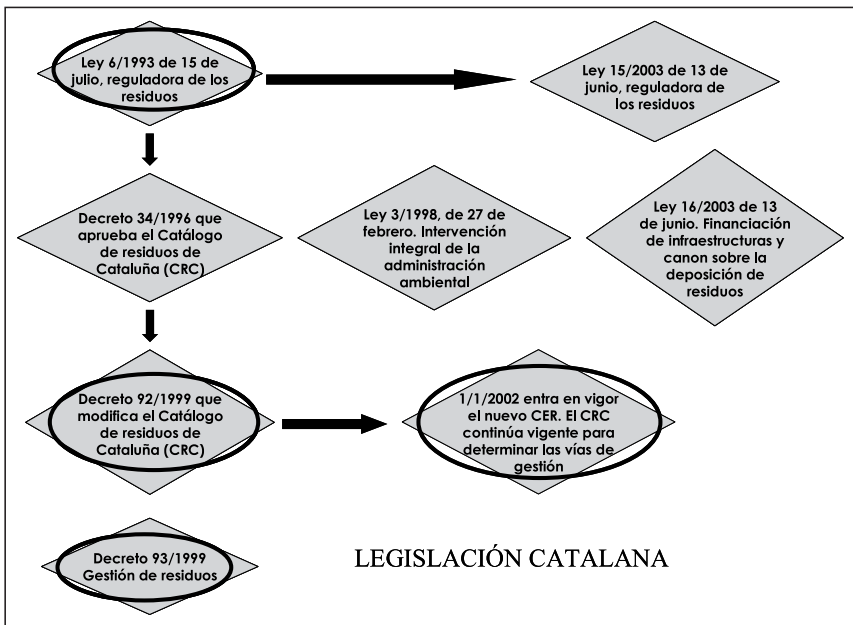 Ley 6/1993 de 15
de julio, reguladora de los
residuos
Ley 15/2003 de 13 de
junio, reguladora de
los residuos
Decreto 34/1996 que
aprueba el Catálogo
de residuos de
Cataluña (CRC)
Ley 3/1998, de 27 de
febrero. Intervención
integral de la
administración
ambiental
Ley 16/2003 de 13
de junio. Financiación
de infraestructuras y
canon sobre la
deposición de
residuos
Decreto 92/1999 que
modifica el Catálogo
de residuos de
Cataluña (CRC)
1/1/2002 entra en vigor
el nuevo CER. El CRC
continúa vigente para
determinar las vías de
gestión
Decreto 93/1999
Gestión de residuos
LEGISLACIÓN CATALANA